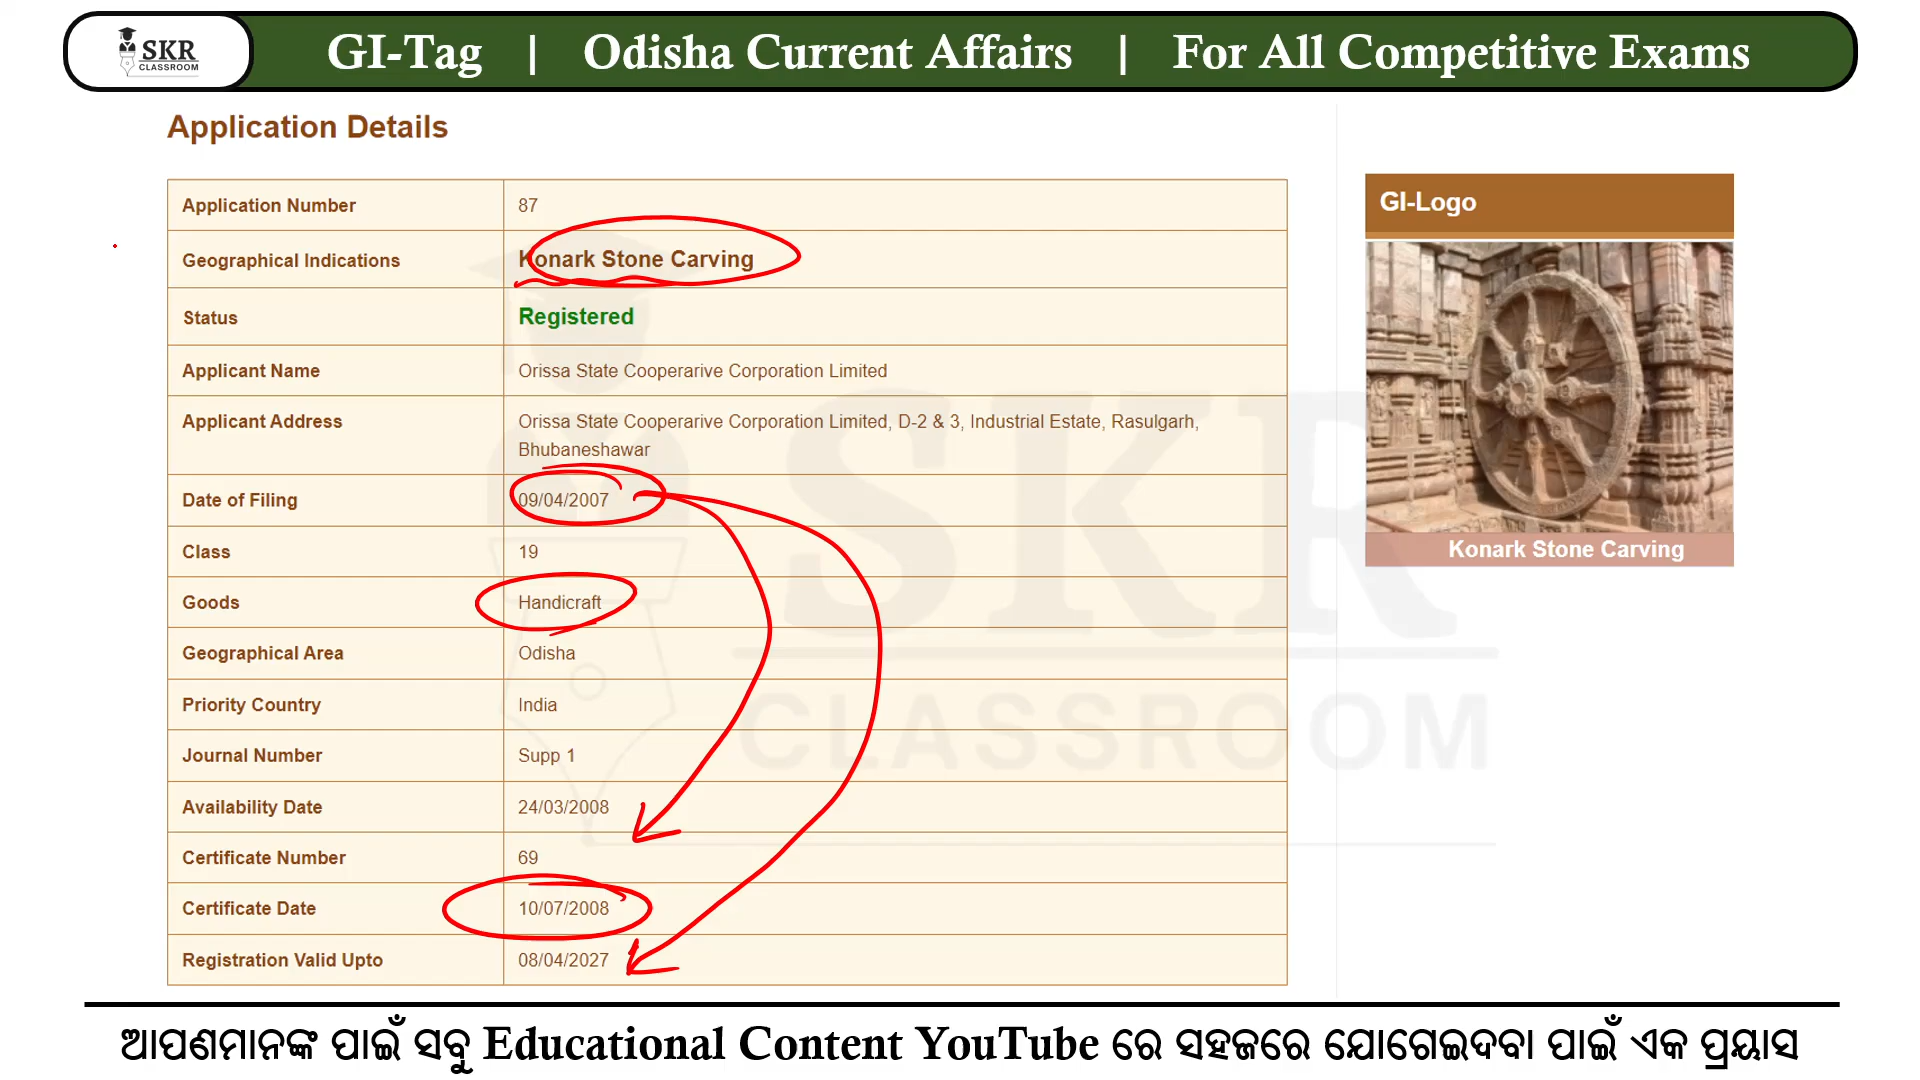 SKR
CLASSROOM
GI-Tag | Odisha Current Affairs | For All Competitive Exams
Application Details
Application Number 87
Geographical Indications Konark Stone Carving
Status Registered
Applicant Name Orissa State Cooperarive Corporation Limited
Applicant Address Orissa State Cooperarive Corporation Limited, D-2 & 3, Industrial Estate, Rasulgarh,
Bhubaneshawar
Date of Filing 09/04/2007
Class 19
Goods Handicraft
Geographical Area Odisha
Priority Country India
Journal Number Supp 1
Availability Date 24/03/2008
Certificate Number 69
Certificate Date 10/07/2008
Registration Valid Upto 08/04/2027
GI-Logo
Konark Stone Carving
SKR
CLASSROOM
ଆପଣମାନଙ୍କ ପାଇଁ ସବୁ Educational Content YouTube ରେ ସହଜରେ ଯୋଗେଇଦବା ପାଇଁ ଏକ ପ୍ରୟାସ